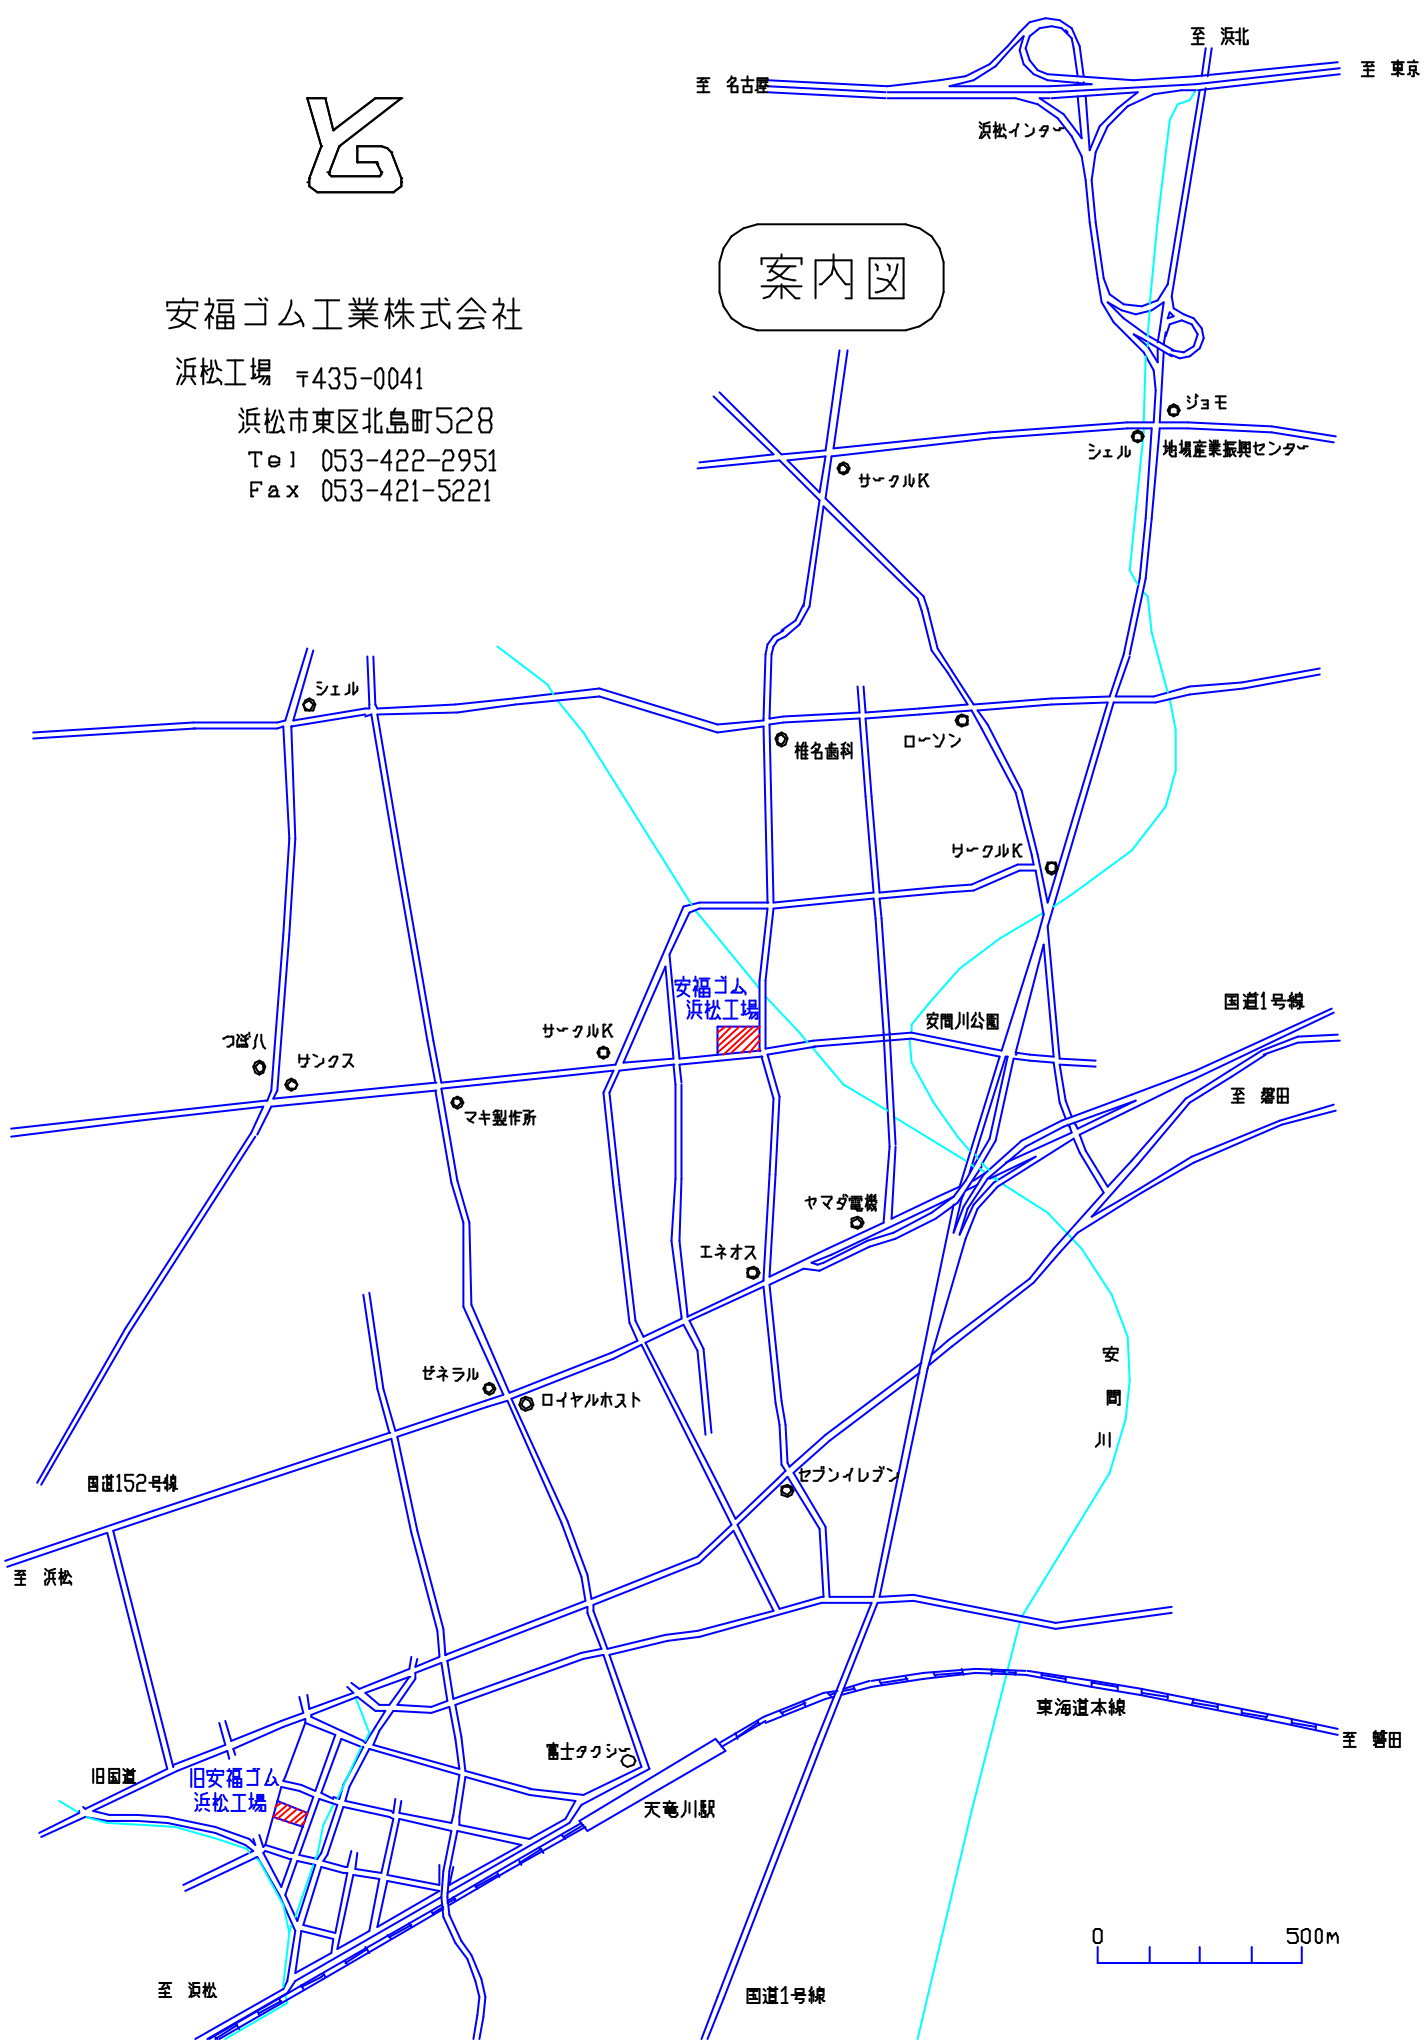 至 浜北
至 東京
至 名古屋
浜松インター
YG
案内図
安福ゴム工業株式会社
浜松工場 〒435-0041
浜松市東区北島町528
Tel 053-422-2951
Fax 053-421-5221
ジョモ
シェル
地場産業振興センター
サークルK
シェル
椎名歯科
ローソン
サークルK
安福ゴム
浜松工場
国道1号線
安間川公園
サークルK
つぼ八
サンクス
至 磐田
マキ製作所
ヤマダ電機
エネオス
安
間
川
ゼネラル
ロイヤルホスト
国道152号線
セブンイレブン
至 浜松
東海道本線
至 磐田
富士タクシー
旧国道
旧安福ゴム
浜松工場
天竜川駅
0 500m
至 浜松
国道1号線